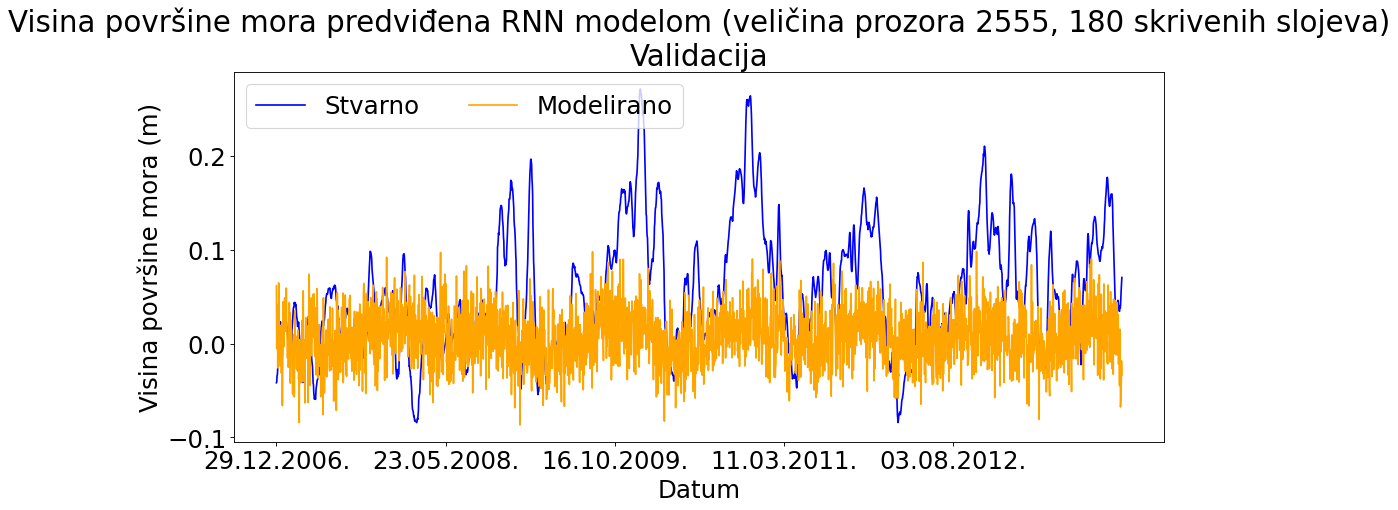 Visina površine mora predviđena RNN modelom (veličina prozora 2555, 180 skrivenih slojeva)
Validacija
Stvarno Modelirano
Visina površine mora (m)
0.2
0.1
0.0
−0.1
29.12.2006. 23.05.2008. 16.10.2009. 11.03.2011. 03.08.2012.
Datum